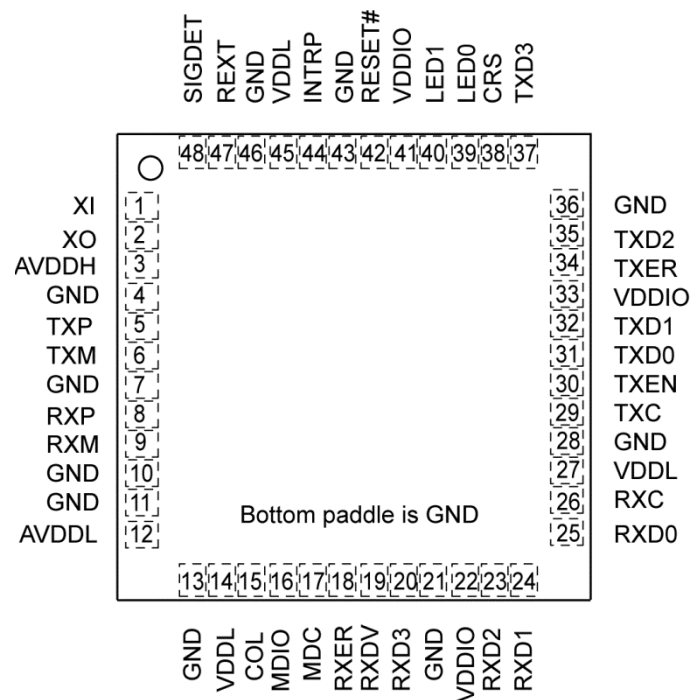 SIGDET REXT GND VDDL INTRP GND RESET# VDDIO LED1 LED0 CRS TXD3
48 47 46 45 44 43 42 41 40 39 38 37
XI 1 36 GND
XO 2 35 TXD2
AVDDH 3 34 TXER
GND 4 33 VDDIO
TXP 5 32 TXD1
TXM 6 31 TXD0
GND 7 30 TXEN
RXP 8 29 TXC
RXM 9 28 GND
GND 10 27 VDDL
GND 11 26 RXC
Bottom paddle is GND
AVDDL 12 25 RXD0
13 14 15 16 17 18 19 20 21 22 23 24
GND VDDL COL MDIO MDC RXER RXDV RXD3 GND VDDIO RXD2 RXD1